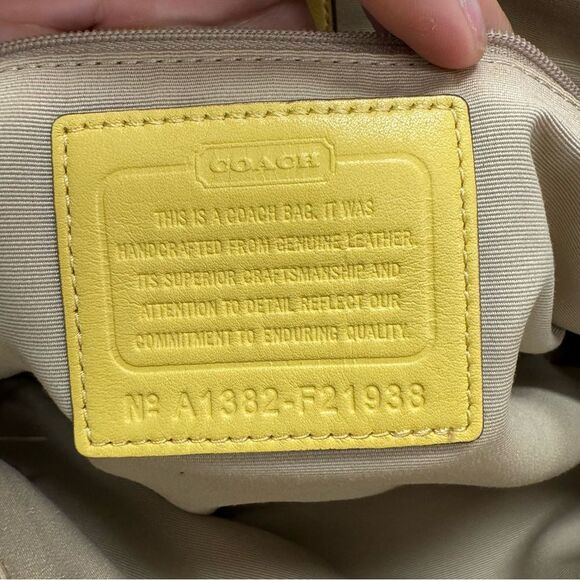 COACH
THIS IS A COACH BAG. IT WAS
HANDCRAFTED FROM GENUINE LEATHER.
ITS SUPERIOR CRAFTSMANSHIP AND
ATTENTION TO DETAIL REFLECT OUR
COMMITMENT TO ENDURING QUALITY.
Nº A1382-F21938